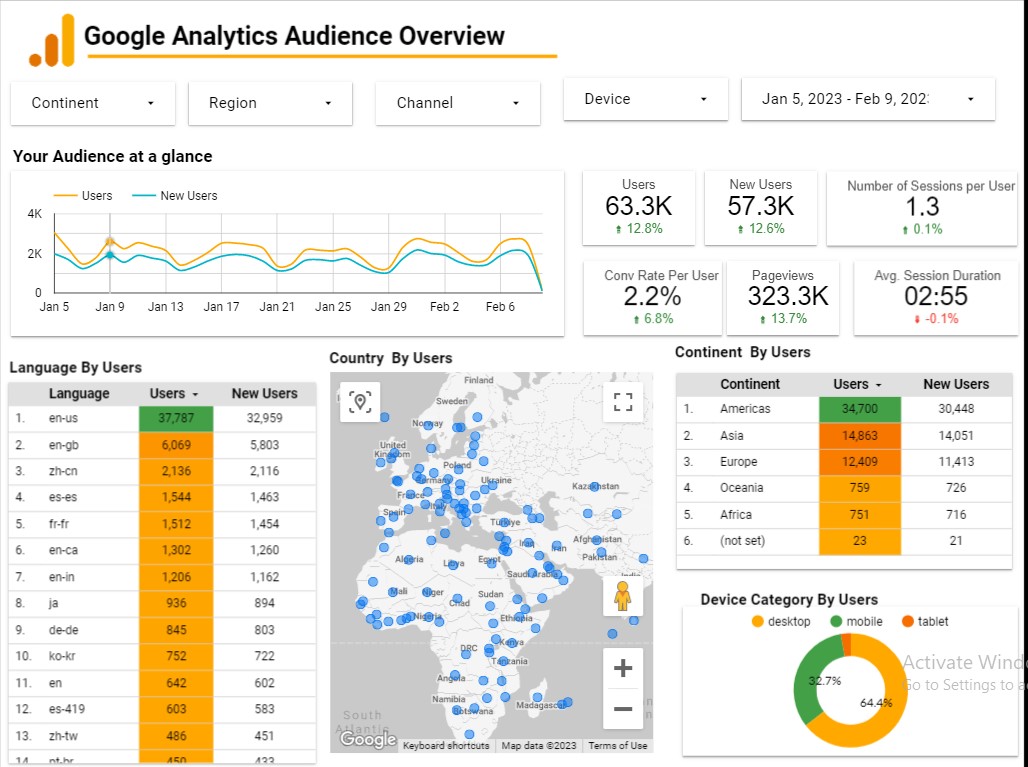 Google Analytics Audience Overview
Continent
Region
Channel
Device
Jan 5, 2023 - Feb 9, 202
Your Audience at a glance
Users New Users
4K
2K
0
Jan 5 Jan 9 Jan 13 Jan 17 Jan 21 Jan 25 Jan 29 Feb 2 Feb 6
Users
63.3K
12.8%
New Users
57.3K
12.6%
Number of Sessions per User
1.3
0.1%
Conv Rate Per User
2.2%
6.8%
Pageviews
323.3K
13.7%
Avg. Session Duration
02:55
-0.1%
Language By Users
Language Users New Users
1. en-us 37,787 32,959
2. en-gb 6,069 5,803
3. zh-cn 2,136 2,116
4. es-es 1,544 1,463
5. fr-fr 1,512 1,454
6. en-ca 1,302 1,260
7. en-in 1,206 1,162
8. ja 936 894
9. de-de 845 803
10. ko-kr 752 722
11. en 642 602
12. es-419 603 583
13. zh-tw 486 451
14. pt-br 450 433
Country By Users
Finland
Sweden
Norway
United
Kingdom
Poland
Germany
Ukraine
Kazakhstan
France
Italy
Spain
Türkiye
Afghanistan
Iraq
Iran
Pakistan
Algeria
Libya
Egypt
Saudi Arabia
India
Mali
Niger
Sudan
Chad
Nigeria
Ethiopia
DRC
Kenya
Tanzania
Angola
Namibia
Botswana
Madagascar
South
Atlantic
Google
Keyboard shortcuts Map data ©2023 Terms of Use
Continent By Users
Continent Users New Users
1. Americas 34,700 30,448
2. Asia 14,863 14,051
3. Europe 12,409 11,413
4. Oceania 759 726
5. Africa 751 716
6. (not set) 23 21
Device Category By Users
desktop mobile tablet
32.7%
64.4%
Activate Wind
Go to Settings to a